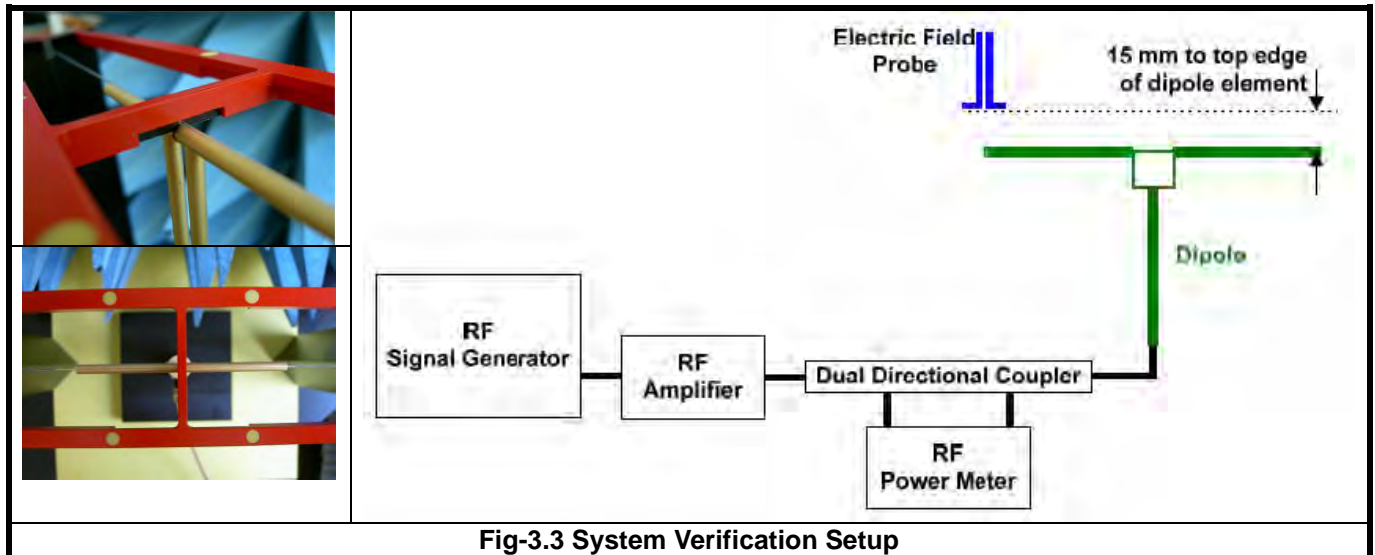 Electric Field
Probe
15 mm to top edge
of dipole element
Dipole
RF
Signal Generator
RF
Amplifier
Dual Directional Coupler
RF
Power Meter
Fig-3.3 System Verification Setup